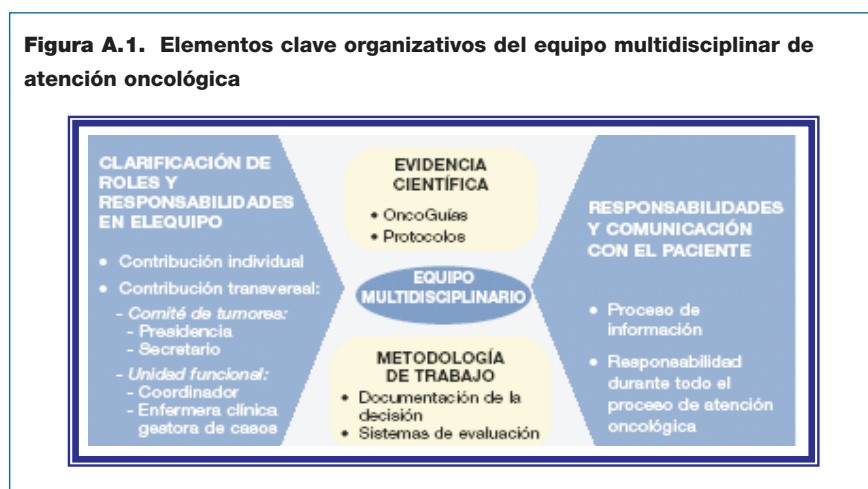 Figura A.1. Elementos clave organizativos del equipo multidisciplinar de
atención oncológica
CLARIFICACIÓN DE
ROLES Y
RESPONSABILIDADES
EN ELEQUIPO
• Contribución individual
• Contribución transversal:
- Comité de tumores:
- Presidencia
- Secretario
- Unidad funcional:
- Coordinador
- Enfermera clínica
gestora de casos
EVIDENCIA
CIENTÍFICA
• OncoGuías
• Protocolos
EQUIPO
MULTIDISCIPLINARIO
METODOLOGÍA
DE TRABAJO
• Documentación de la
decisión
• Sistemas de evaluación
RESPONSABILIDADES
Y COMUNICACIÓN
CON EL PACIENTE
• Proceso de
información
• Responsabilidad
durante todo el
proceso de atención
oncológica